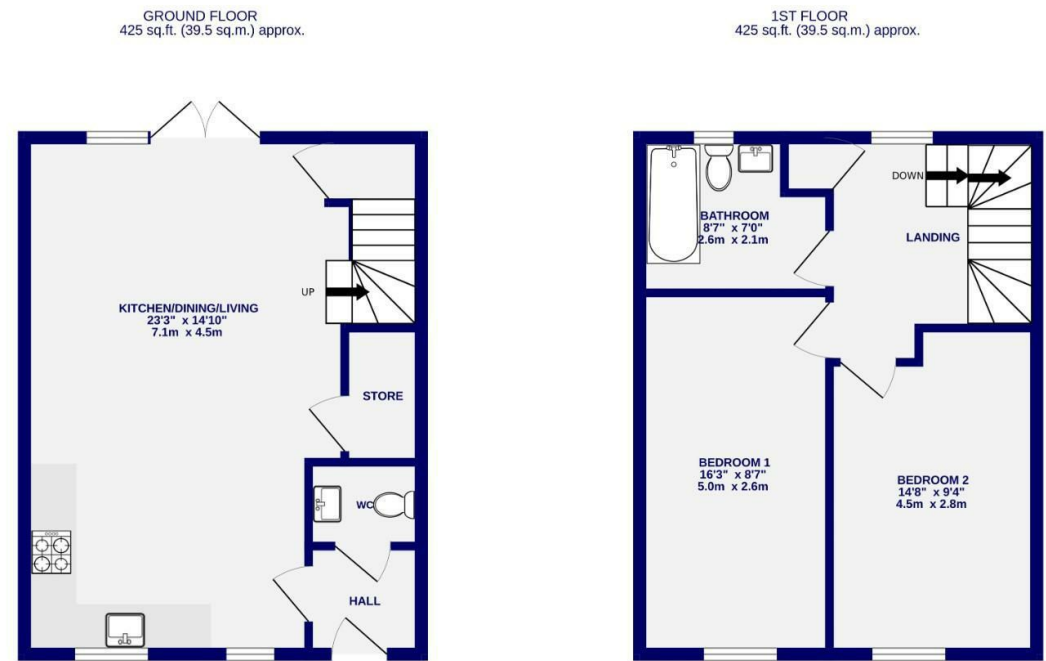 GROUND FLOOR
425 sq.ft. (39.5 sq.m.) approx.
KITCHEN/DINING/LIVING
23'3" x 14'10"
7.1m x 4.5m
UP
STORE
WC
HALL
1ST FLOOR
425 sq.ft. (39.5 sq.m.) approx.
BATHROOM
8'7" x 7'0"
2.6m x 2.1m
DOWN
LANDING
BEDROOM 1
16'3" x 8'7"
5.0m x 2.6m
BEDROOM 2
14'8" x 9'4"
4.5m x 2.8m